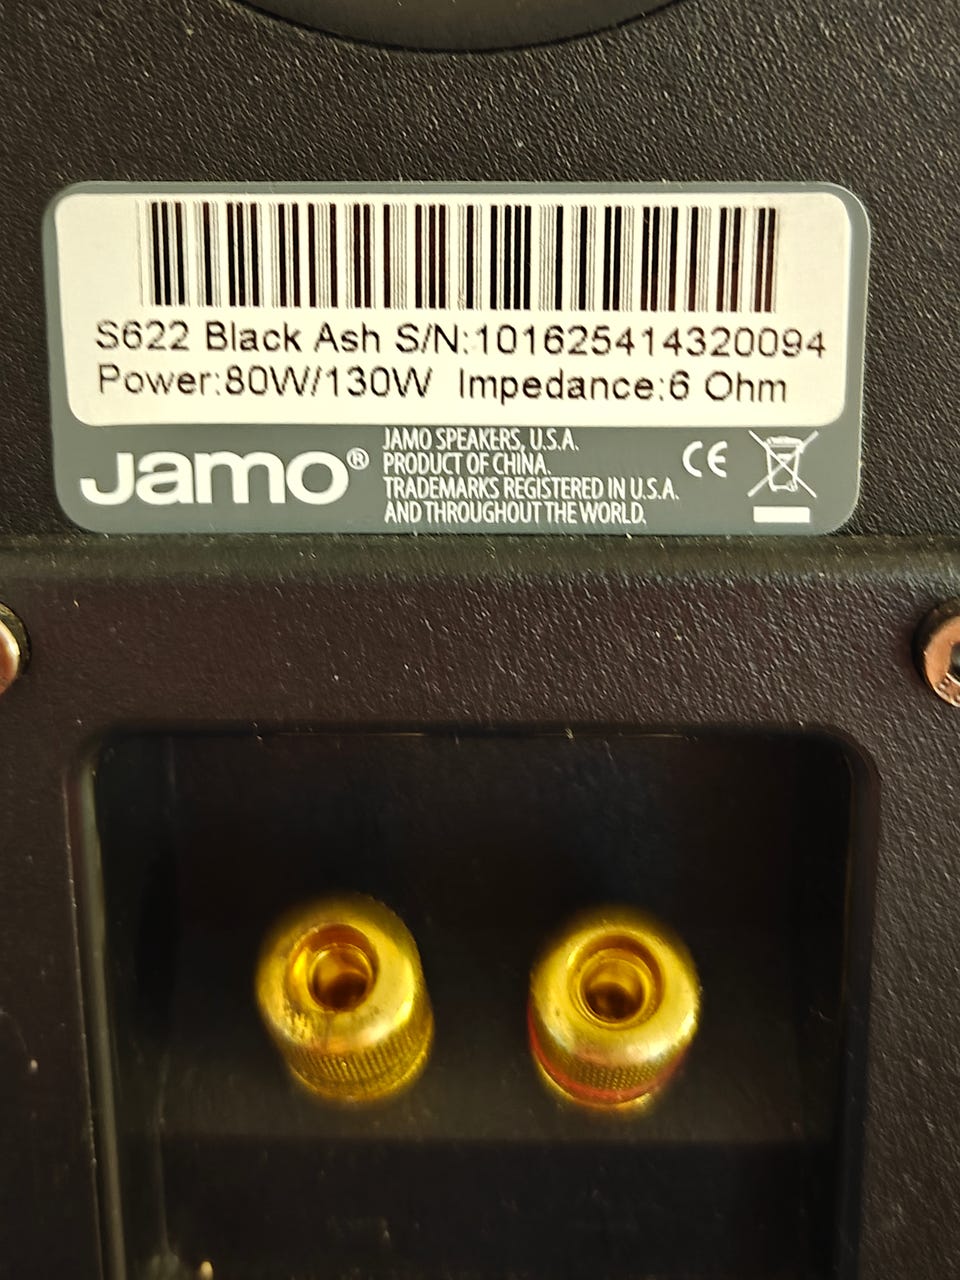 S622 Black Ash S/N:101625414320094
Power:80W/130W Impedance:6 Ohm
Jamo®
JAMO SPEAKERS, U.S.A.
PRODUCT OF CHINA.
TRADEMARKS REGISTERED IN U.S.A.
AND THROUGHOUT THE WORLD.
CE